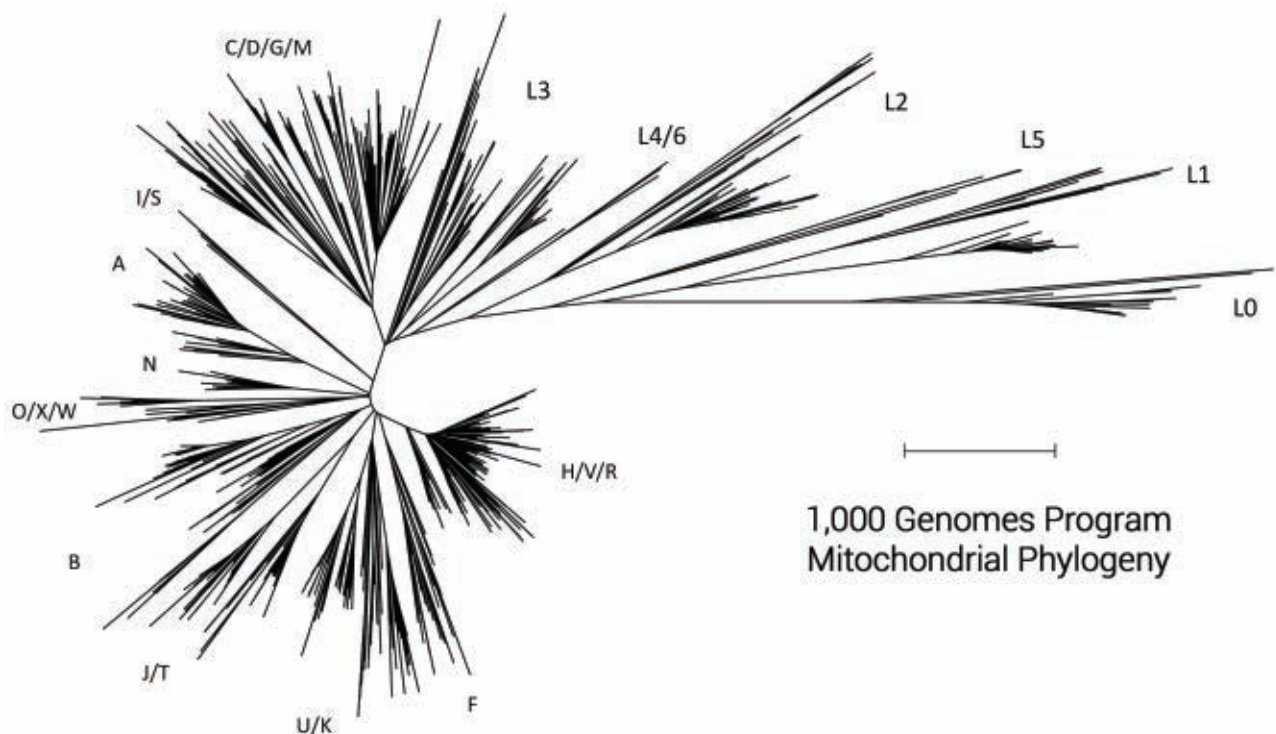 C/D/G/M
L3
L2
L4/6
L5
L1
I/S
A
L0
N
O/X/W
H/V/R
1,000 Genomes Program
Mitochondrial Phylogeny
B
J/T
F
U/K